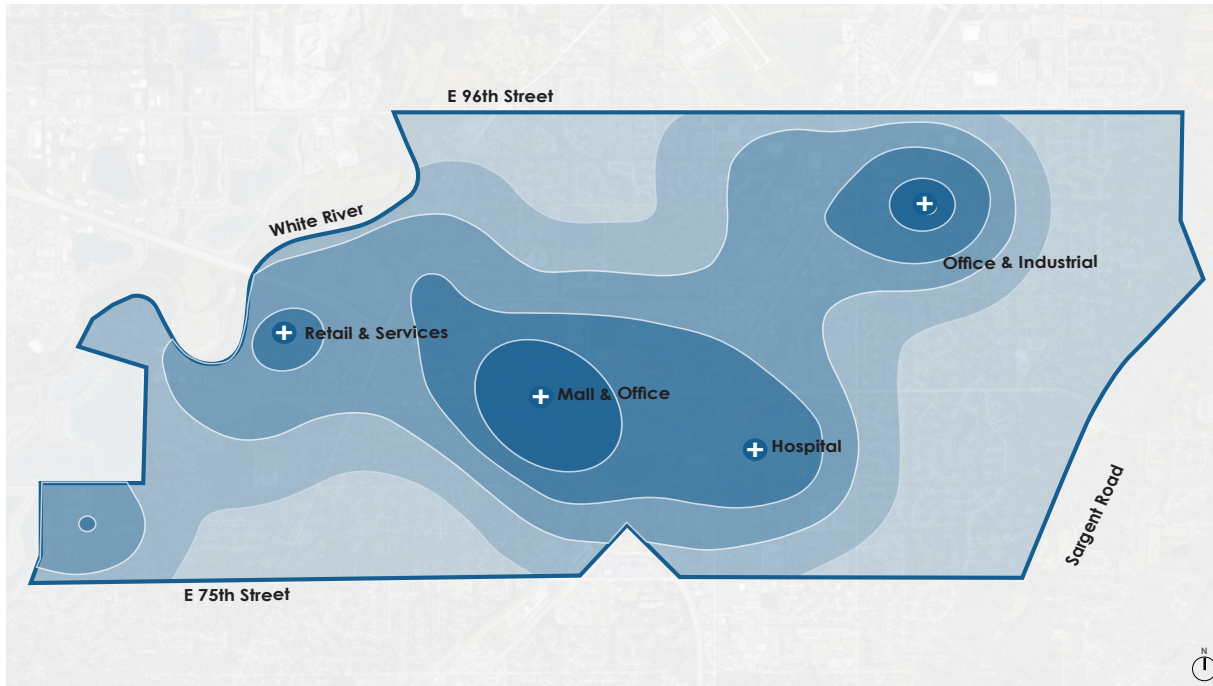 E 96th Street
White River
Office & Industrial
Retail & Services
Mall & Office
Hospital
Sargent Road
E 75th Street
N